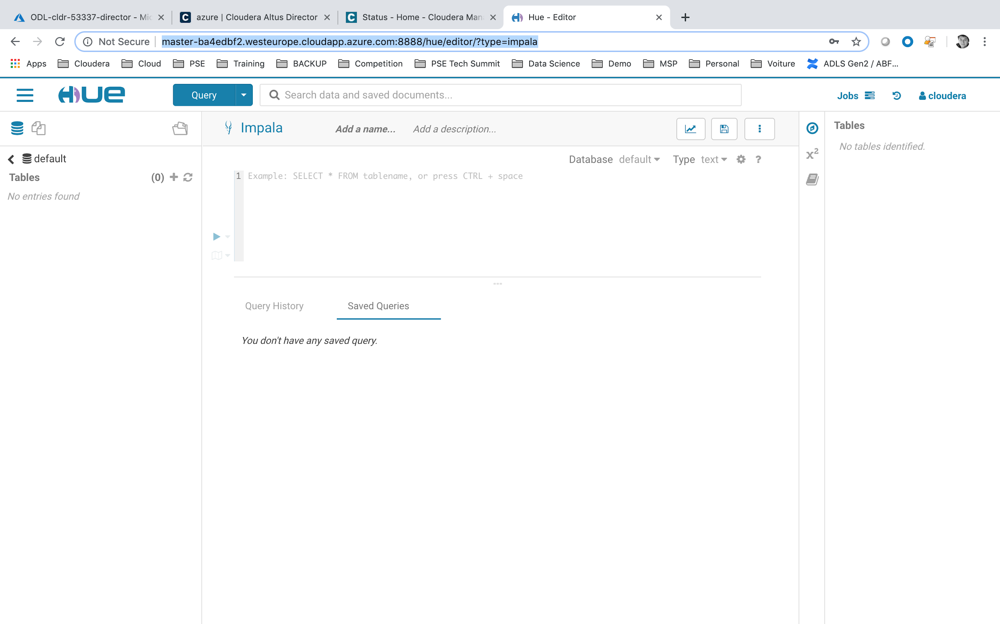 ODL-cldr-53337-director - Mic
azure | Cloudera Altus Director
Status - Home - Cloudera Man
Hue - Editor
Not Secure master-ba4edbf2.westeurope.cloudapp.azure.com:8888/hue/editor/?type=impala
Apps Cloudera Cloud PSE Training BACKUP Competition PSE Tech Summit Data Science Demo MSP Personal Voiture ADLS Gen2 / ABF...
HUE Query Search data and saved documents... Jobs cloudera
Impala Add a name... Add a description...
Tables
No tables identified.
default
Tables (0)
No entries found
Database default Type text ?
1 Example: SELECT * FROM tablename, or press CTRL + space
x²
Query History Saved Queries
You don't have any saved query.